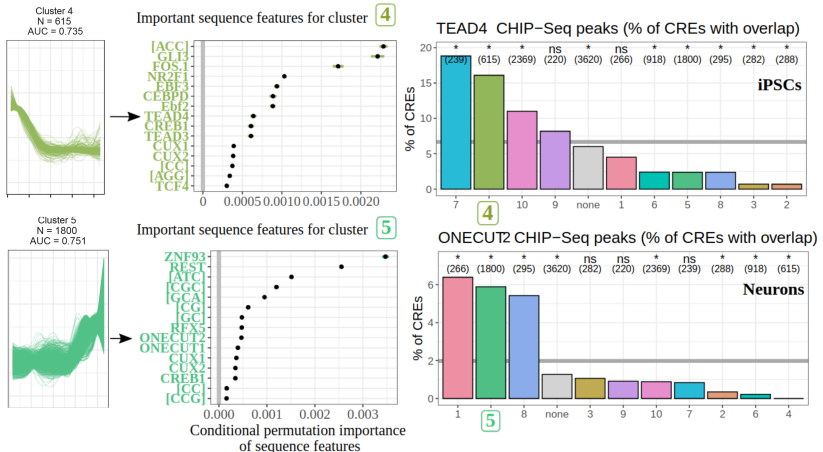 Cluster 4
N = 615
AUC = 0.735
Important sequence features for cluster 4
[ACC]
GLI3
FOS.1
NR2F1
EBF3
CEBPD
Ebf2
TEAD4
CREB1
TEAD3
CUX1
CUX2
[CC]
[AGG]
TCF4
0 0.0005 0.0010 0.0015 0.0020
TEAD4 CHIP−Seq peaks (% of CREs with overlap)
% of CREs
20
15
10
5
0
* * * ns * ns * * * * *
(239) (615) (2369) (220) (3620) (266) (918) (1800) (295) (282) (288)
iPSCs
7 4 10 9 none 1 6 5 8 3 2
Cluster 5
N = 1800
AUC = 0.751
Important sequence features for cluster 5
ZNF93
REST
[ATC]
[CGC]
[GCA]
[CG]
[GC]
RFX5
ONECUT2
ONECUT1
CUX1
CUX2
CREB1
[CC]
[CCG]
0.000 0.001 0.002 0.003
Conditional permutation importance
of sequence features
ONECUT2 CHIP−Seq peaks (% of CREs with overlap)
% of CREs
6
4
2
0
* * * * ns ns * ns * * *
(266) (1800) (295) (3620) (282) (220) (2369) (239) (288) (918) (615)
Neurons
1 5 8 none 3 9 10 7 2 6 4